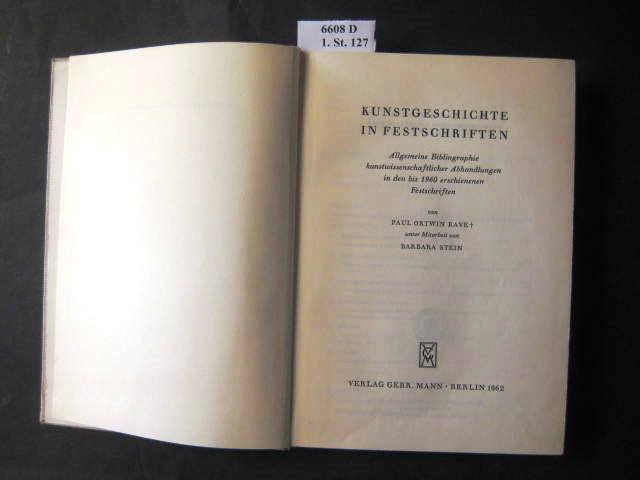 6608 D
1. St. 127
KUNSTGESCHICHTE
IN FESTSCHRIFTEN
Allgemeine Bibliographie
kunstwissenschaftlicher Abhandlungen
in den bis 1960 erschienenen
Festschriften
von
PAUL ORTWIN RAVE†
unter Mitarbeit von
BARBARA STEIN
VERLAG GEBR. MANN · BERLIN 1962